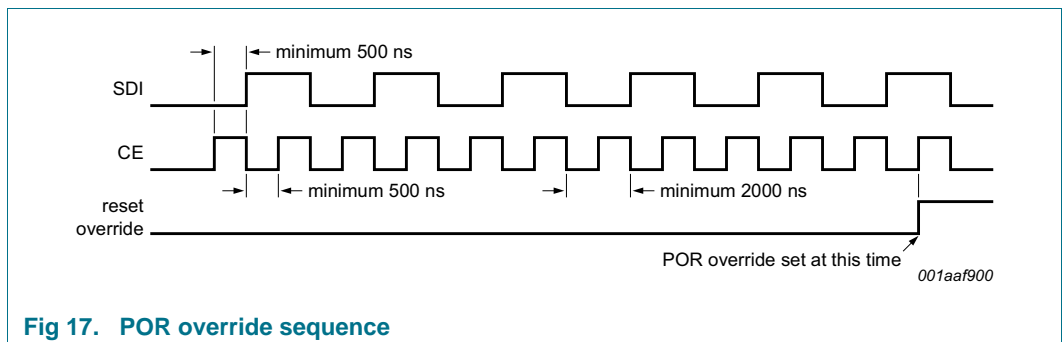 minimum 500 ns
SDI
CE
minimum 500 ns
minimum 2000 ns
reset
override
POR override set at this time
001aaf900
Fig 17. POR override sequence